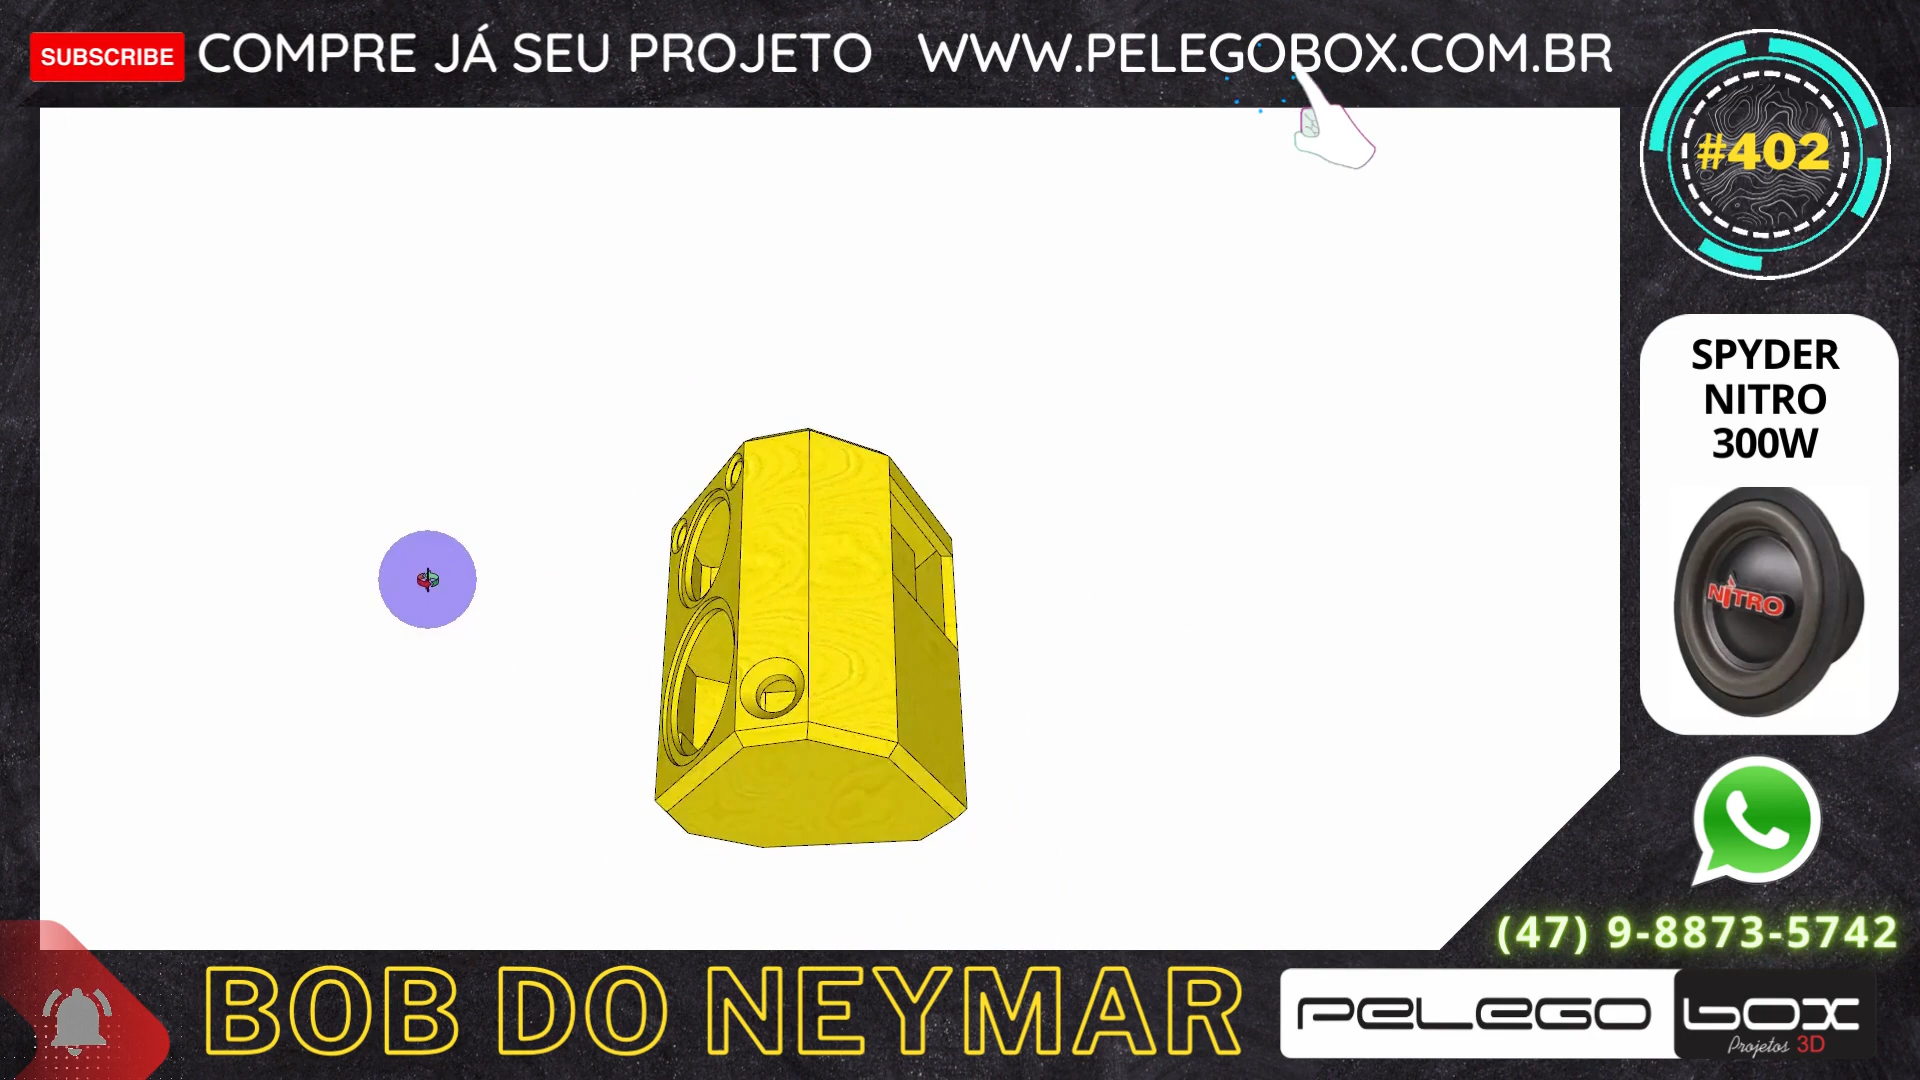 SUBSCRIBE COMPRE JÁ SEU PROJETO WWW.PELEGOBOX.COM.BR
#402
SPYDER
NITRO
300W
NITRO
(47) 9-8873-5742
BOB DO NEYMAR
PELEGO BOX
Projetos 3D